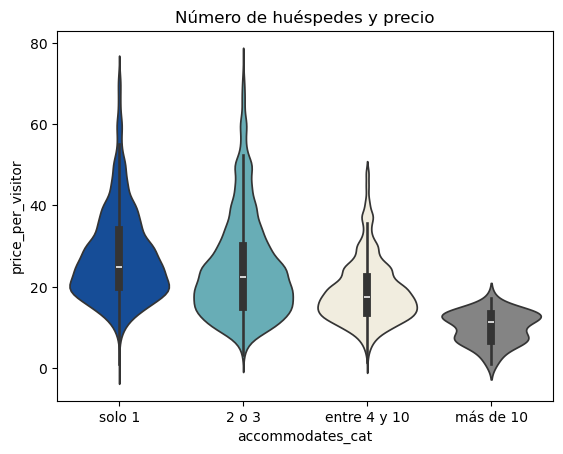 Número de huéspedes y precio
price_per_visitor
80
60
40
20
0
solo 1
2 o 3
entre 4 y 10
más de 10
accommodates_cat